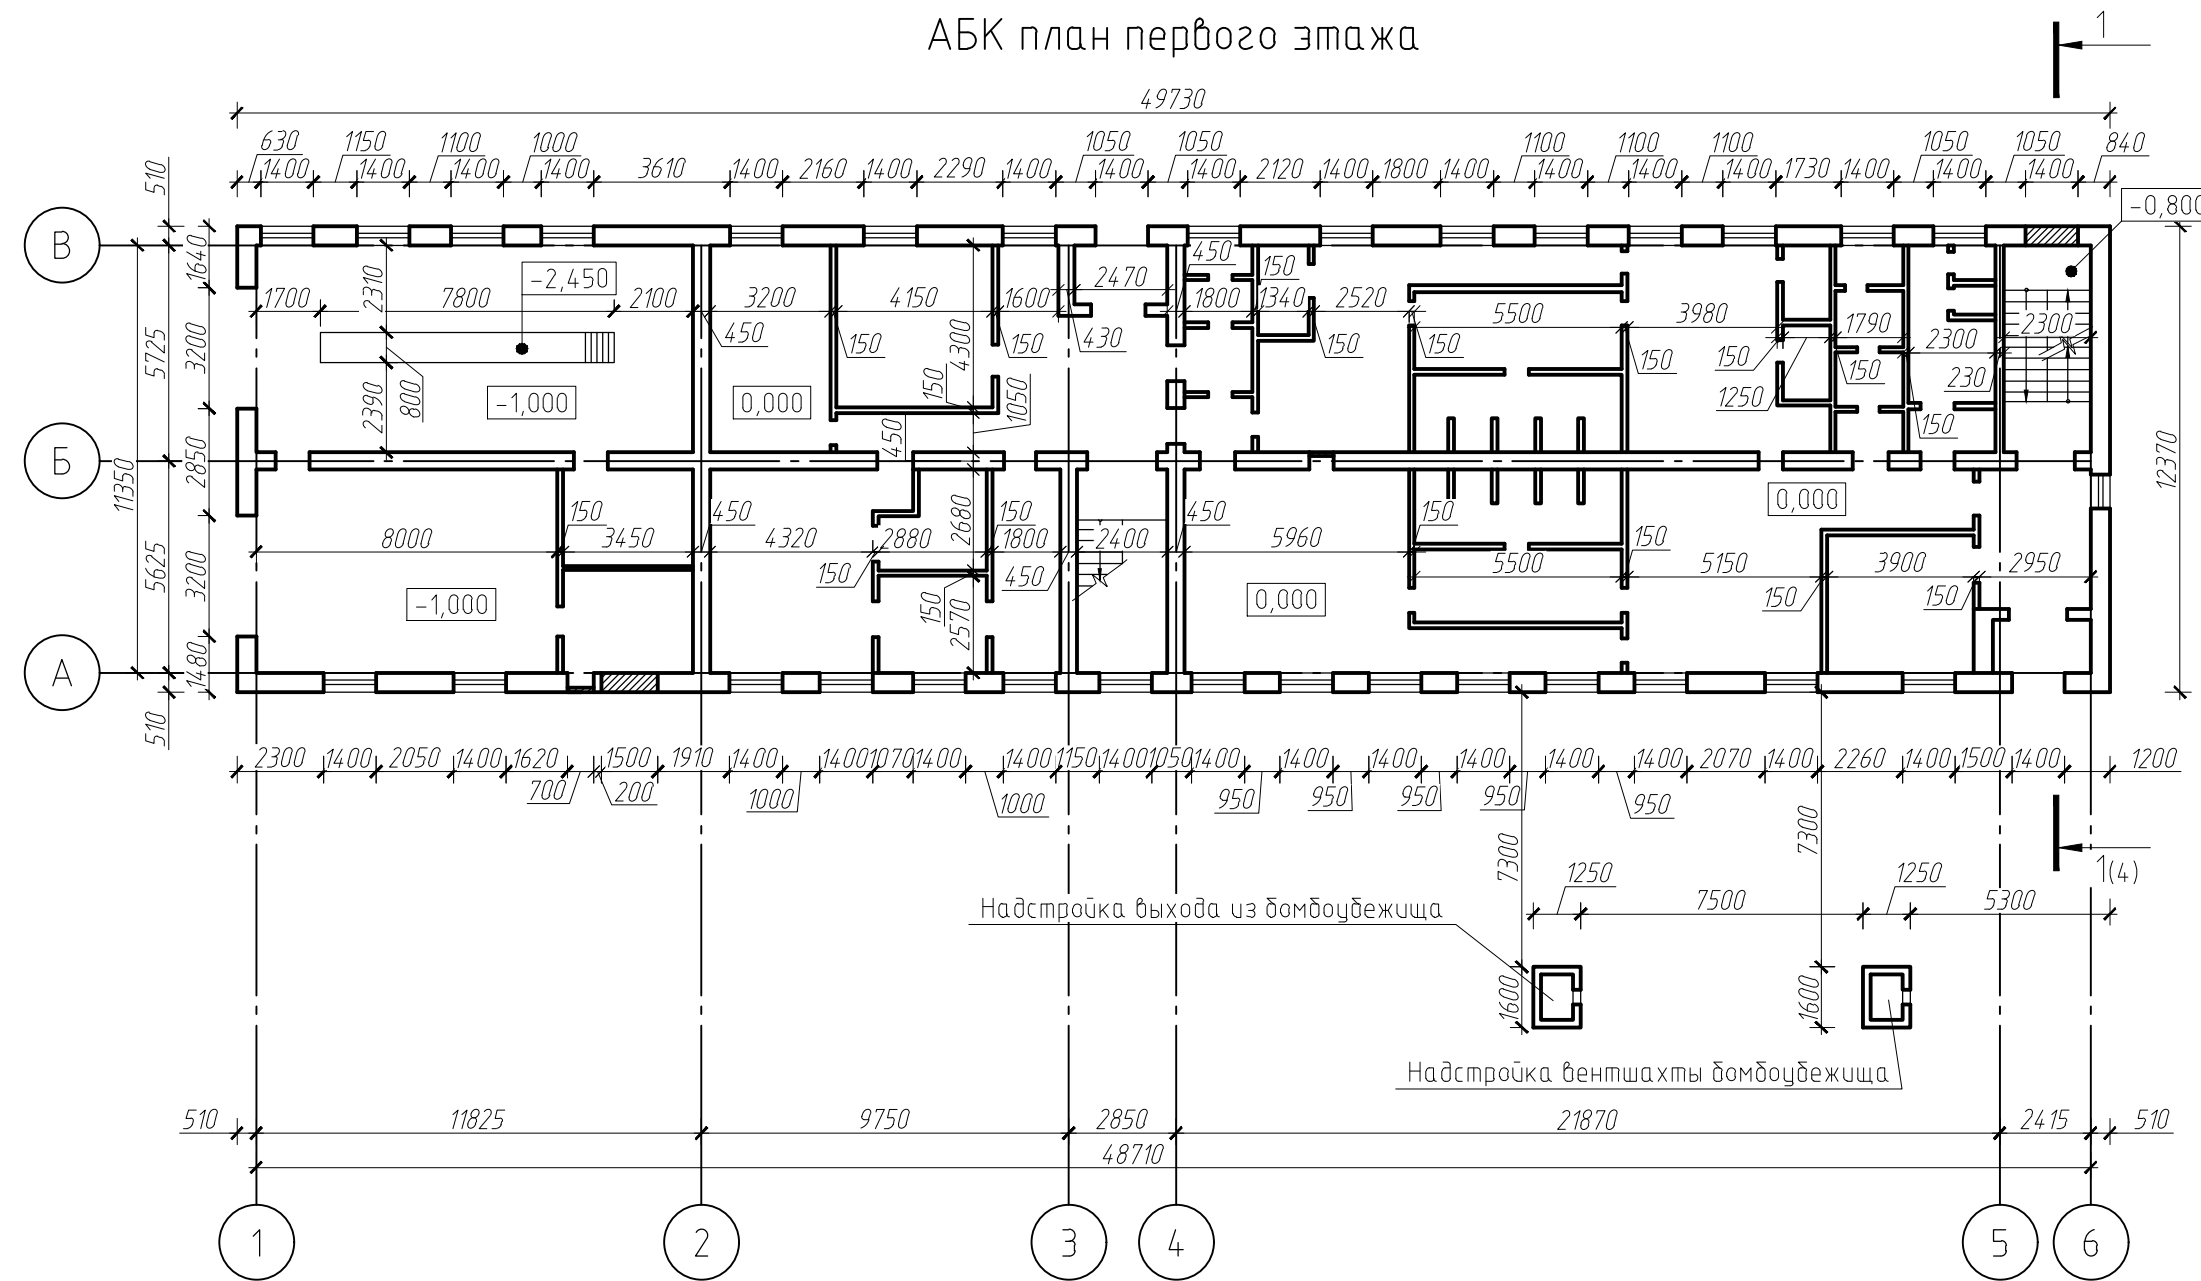 АБК план первого этажа
1
49730
630 1150 1100 1000 1050 1050 1100 1100 1100 1050 1050 840
1400 1400 1400 1400 3610 1400 2160 1400 2290 1400 1400 1400 2120 1400 1800 1400 1400 1400 1400 1730 1400 1400 1400
510
-0,800
В
1640
2310
-2,450
450
150
2470
1700 7800 2100 3200 4150 1600 1800 1340 2520
5500 3980 1790 2300 2300
450 150 4300 150 430 150 150 150 150 150 230
5725
3200
2390
800
-1,000
0,000
150
1050
1250
150
450
Б
11350
2850
12370
0,000
150 450 2680 150 450 150 150
8000 3450 4320 2880 1800 2400 5960
5500 5150 3900 2950
150 450 150 150
5625
3200
-1,000
0,000
150
2570
А
1480
510
2300 1400 2050 1400 1620 1500 1910 1400 1400 1070 1400 1400 1150 1400 1050 1400 1400 1400 1400 1400 1400 2070 1400 2260 1400 1500 1400 1200
700 200 1000 1000 950 950 950 950 950
7300 7300
1(4)
1250 7500 1250 5300
Надстройка выхода из бомбоубежища
1600 1600
Надстройка вентшахты бомбоубежища
510 11825 9750 2850 21870 2415 510
48710
1 2 3 4 5 6